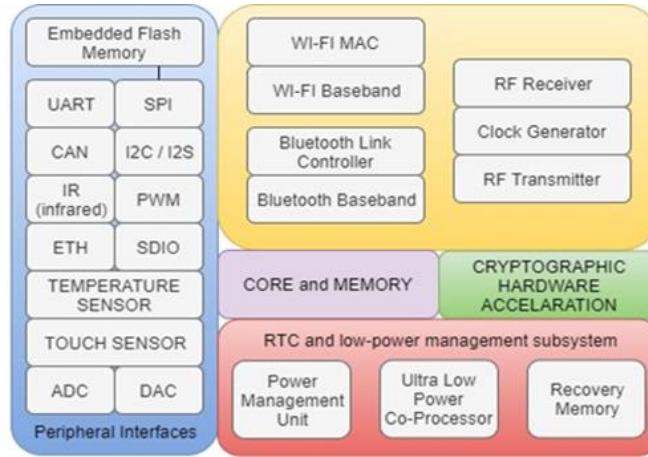 Embedded Flash
Memory
UART
SPI
CAN
I2C / I2S
IR
(infrared)
PWM
ETH
SDIO
TEMPERATURE
SENSOR
TOUCH SENSOR
ADC
DAC
Peripheral Interfaces
WI-FI MAC
WI-FI Baseband
Bluetooth Link
Controller
Bluetooth Baseband
RF Receiver
Clock Generator
RF Transmitter
CORE and MEMORY
CRYPTOGRAPHIC
HARDWARE
ACCELARATION
RTC and low-power management subsystem
Power
Management
Unit
Ultra Low
Power
Co-Processor
Recovery
Memory